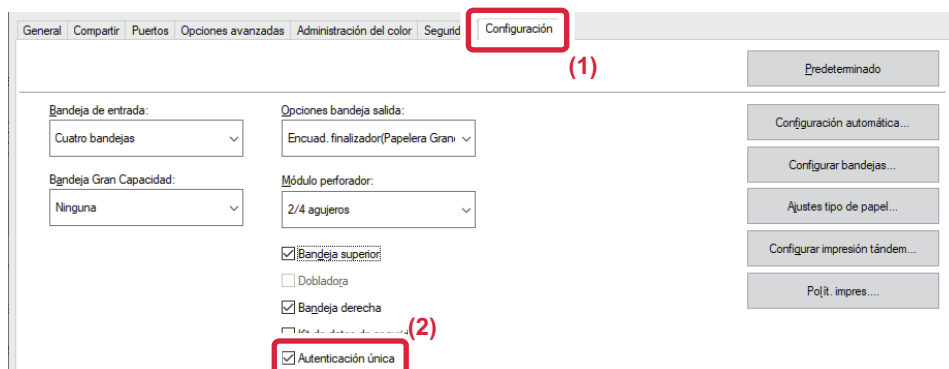 General Compartir Puertos Opciones avanzadas Administración del color Segurid Configuración
(1)
Predeterminado
Bandeja de entrada:
Opciones bandeja salida:
Cuatro bandejas
Encuad. finalizador(Papelera Gran
Configuración automática...
Configurar bandejas...
Bandeja Gran Capacidad:
Módulo perforador:
Ninguna
2/4 agujeros
Ajustes tipo de papel...
Bandeja superior
Configurar impresión tándem...
Dobladora
Polít. impres....
Bandeja derecha
(2)
Autenticación única